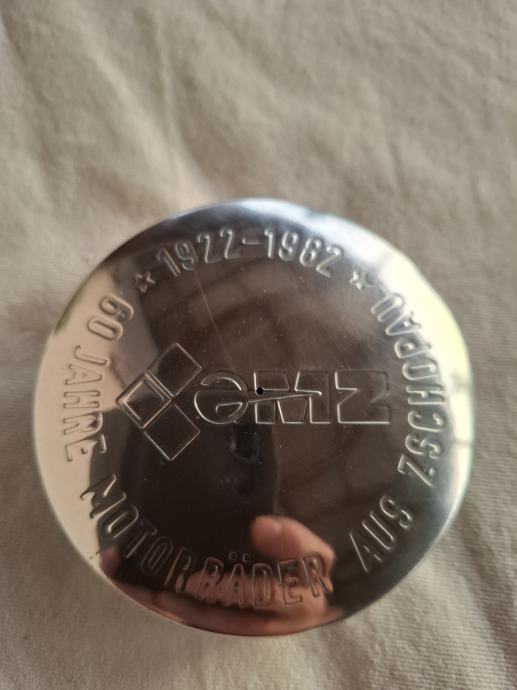 ★ 1922-1982 ★
60 JAHRE MOTORRÄDER AUS ZSCHOPAU
MZ